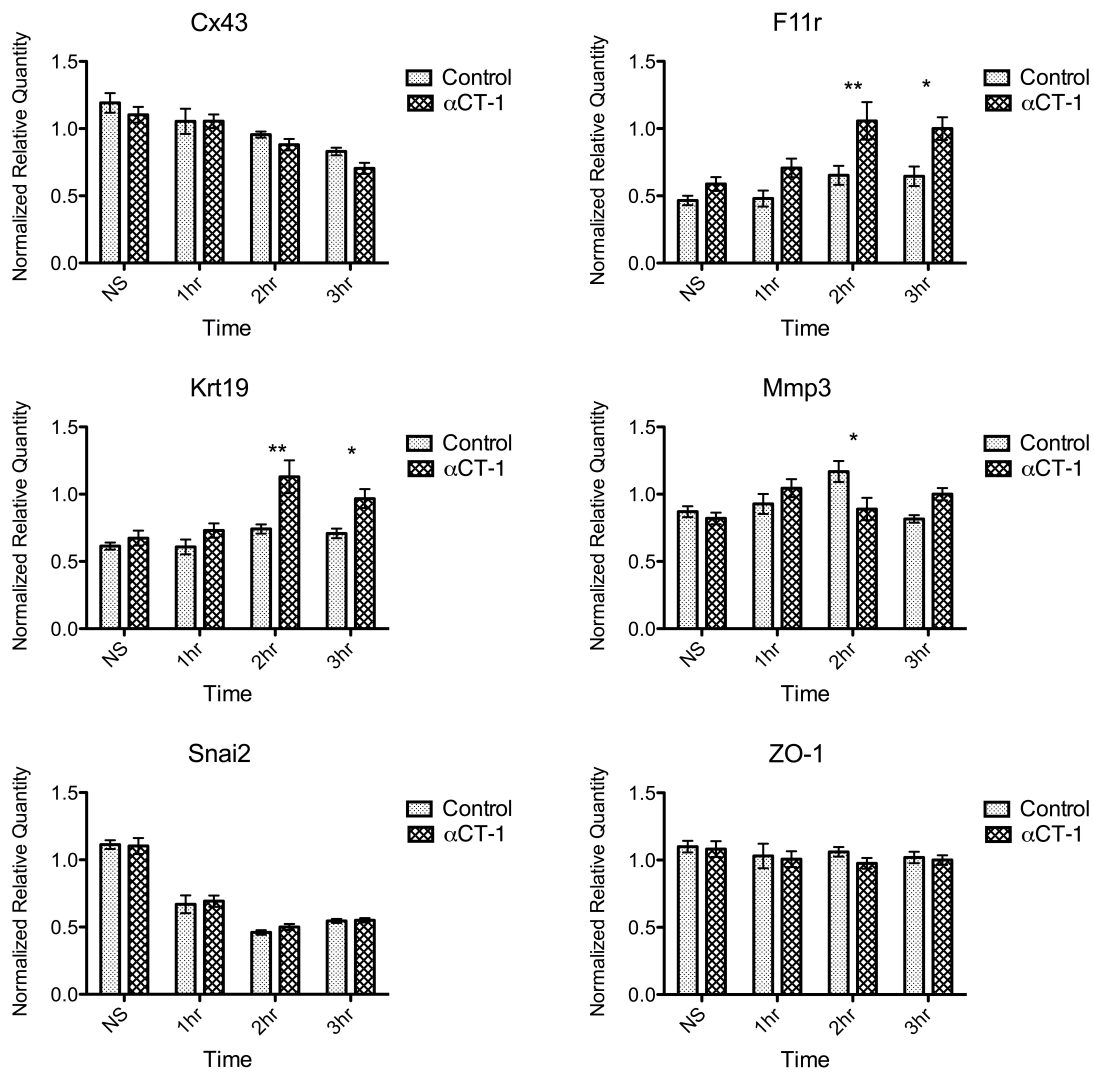 Cx43
Normalized Relative Quantity
1.5
1.0
0.5
0.0
NS
1hr
2hr
3hr
Time
Control
αCT-1
F11r
Normalized Relative Quantity
1.5
1.0
0.5
0.0
**
*
NS
1hr
2hr
3hr
Time
Control
αCT-1
Krt19
Normalized Relative Quantity
1.5
1.0
0.5
0.0
**
*
NS
1hr
2hr
3hr
Time
Control
αCT-1
Mmp3
Normalized Relative Quantity
1.5
1.0
0.5
0.0
*
NS
1hr
2hr
3hr
Time
Control
αCT-1
Snai2
Normalized Relative Quantity
1.5
1.0
0.5
0.0
NS
1hr
2hr
3hr
Time
Control
αCT-1
ZO-1
Normalized Relative Quantity
1.5
1.0
0.5
0.0
NS
1hr
2hr
3hr
Time
Control
αCT-1